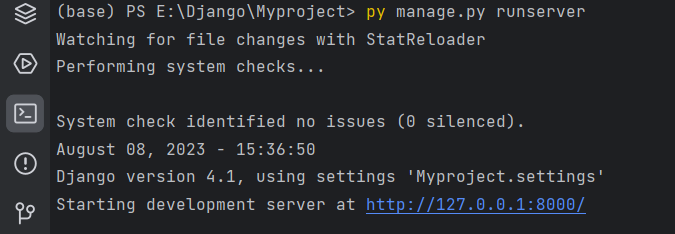 (base) PS E:\Django\Myproject> py manage.py runserver
Watching for file changes with StatReloader
Performing system checks...
System check identified no issues (0 silenced).
August 08, 2023 - 15:36:50
Django version 4.1, using settings 'Myproject.settings'
Starting development server at http://127.0.0.1:8000/